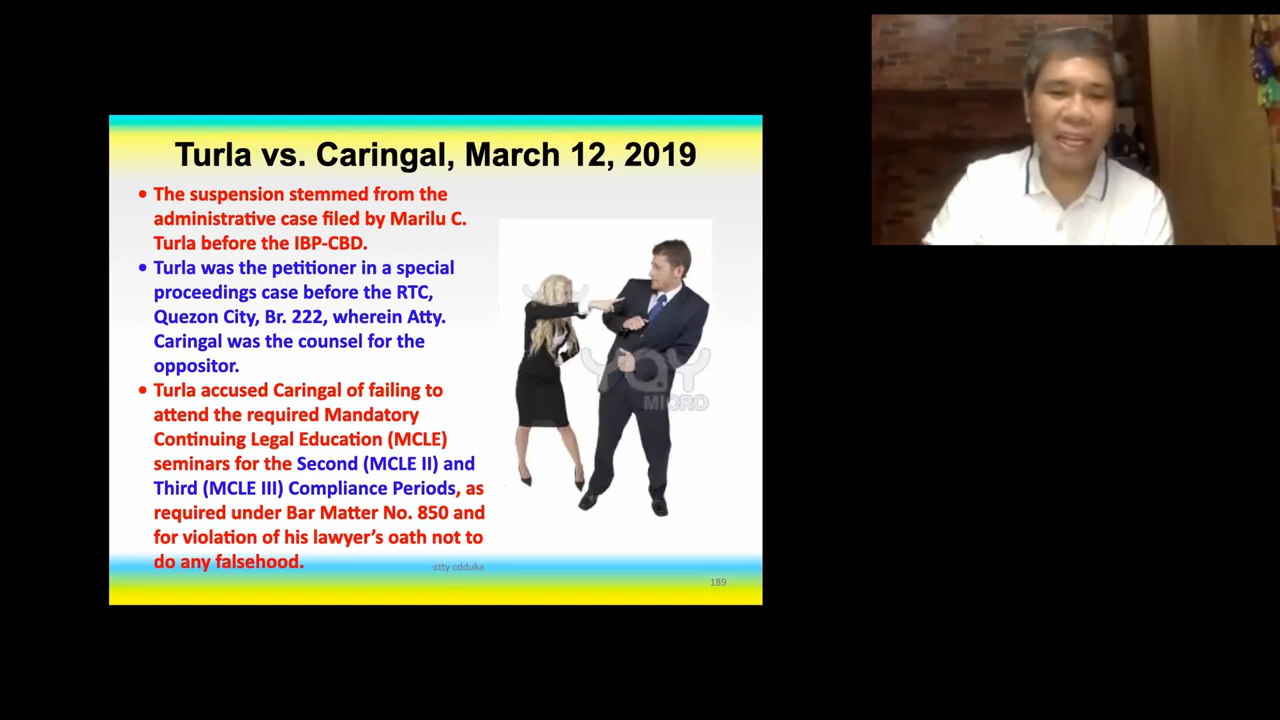 Turla vs. Caringal, March 12, 2019
• The suspension stemmed from the
administrative case filed by Marilu C.
Turla before the IBP-CBD.
• Turla was the petitioner in a special
proceedings case before the RTC,
Quezon City, Br. 222, wherein Atty.
Caringal was the counsel for the
oppositor.
• Turla accused Caringal of failing to
attend the required Mandatory
Continuing Legal Education (MCLE)
seminars for the Second (MCLE II) and
Third (MCLE III) Compliance Periods, as
required under Bar Matter No. 850 and
for violation of his lawyer's oath not to
do any falsehood.
YAY
MICRO
atty cdduka
189